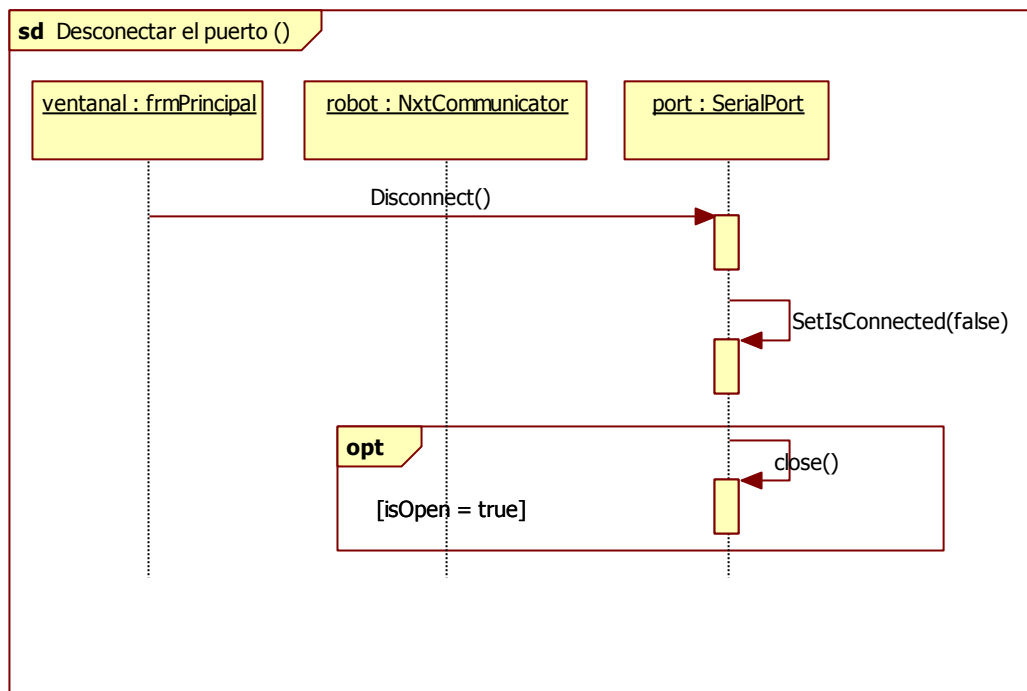 sd Desconectar el puerto ()
ventanal : frmPrincipal
robot : NxtCommunicator
port : SerialPort
Disconnect()
SetIsConnected(false)
opt
close()
[isOpen = true]